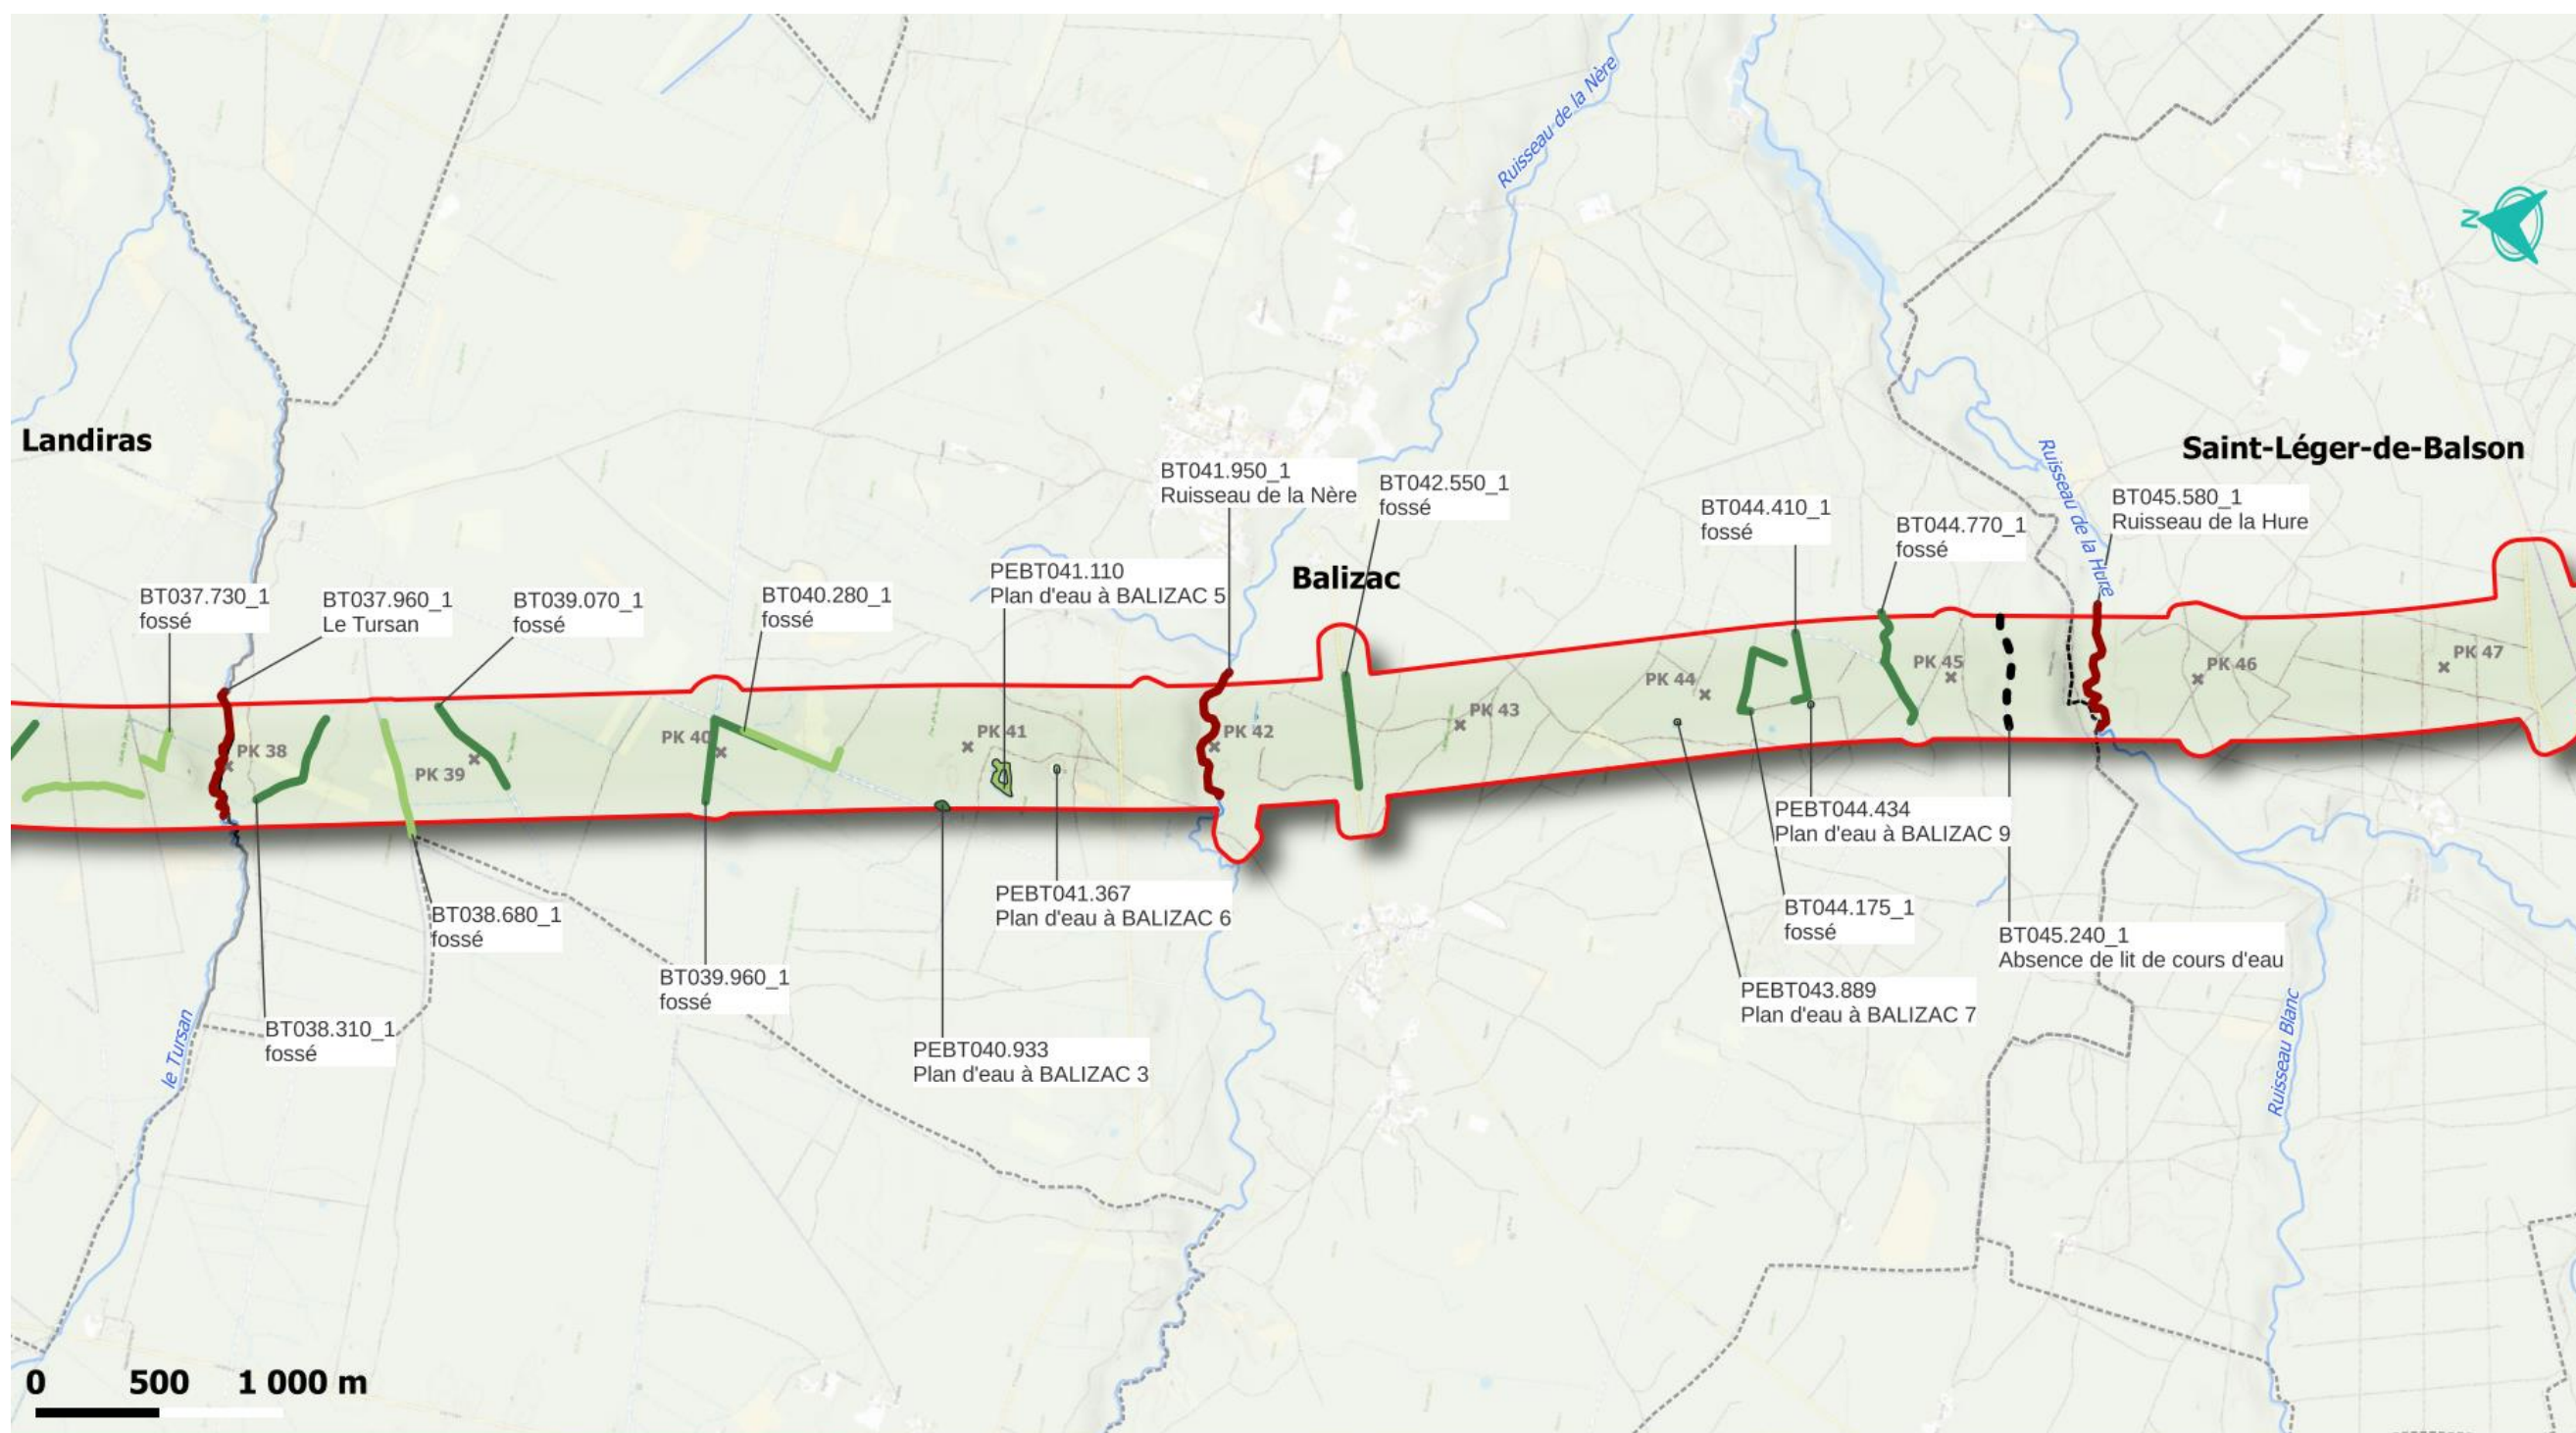 Ruisseau de la Nère
N
Landiras
Saint-Léger-de-Balson
Ruisseau de la Hure
BT041.950_1
Ruisseau de la Nère
BT042.550_1
fossé
BT045.580_1
Ruisseau de la Hure
BT044.410_1
fossé
BT044.770_1
fossé
PEBT041.110
Plan d'eau à BALIZAC 5
Balizac
BT037.730_1
fossé
BT037.960_1
Le Tursan
BT039.070_1
fossé
BT040.280_1
fossé
PK 38
PK 39
PK 40
PK 41
PK 42
PK 43
PK 44
PK 45
PK 46
PK 47
PEBT044.434
Plan d'eau à BALIZAC 9
PEBT041.367
Plan d'eau à BALIZAC 6
BT044.175_1
fossé
BT038.680_1
fossé
BT045.240_1
Absence de lit de cours d'eau
BT039.960_1
fossé
PEBT043.889
Plan d'eau à BALIZAC 7
BT038.310_1
fossé
PEBT040.933
Plan d'eau à BALIZAC 3
le Tursan
Ruisseau Blanc
0 500 1 000 m